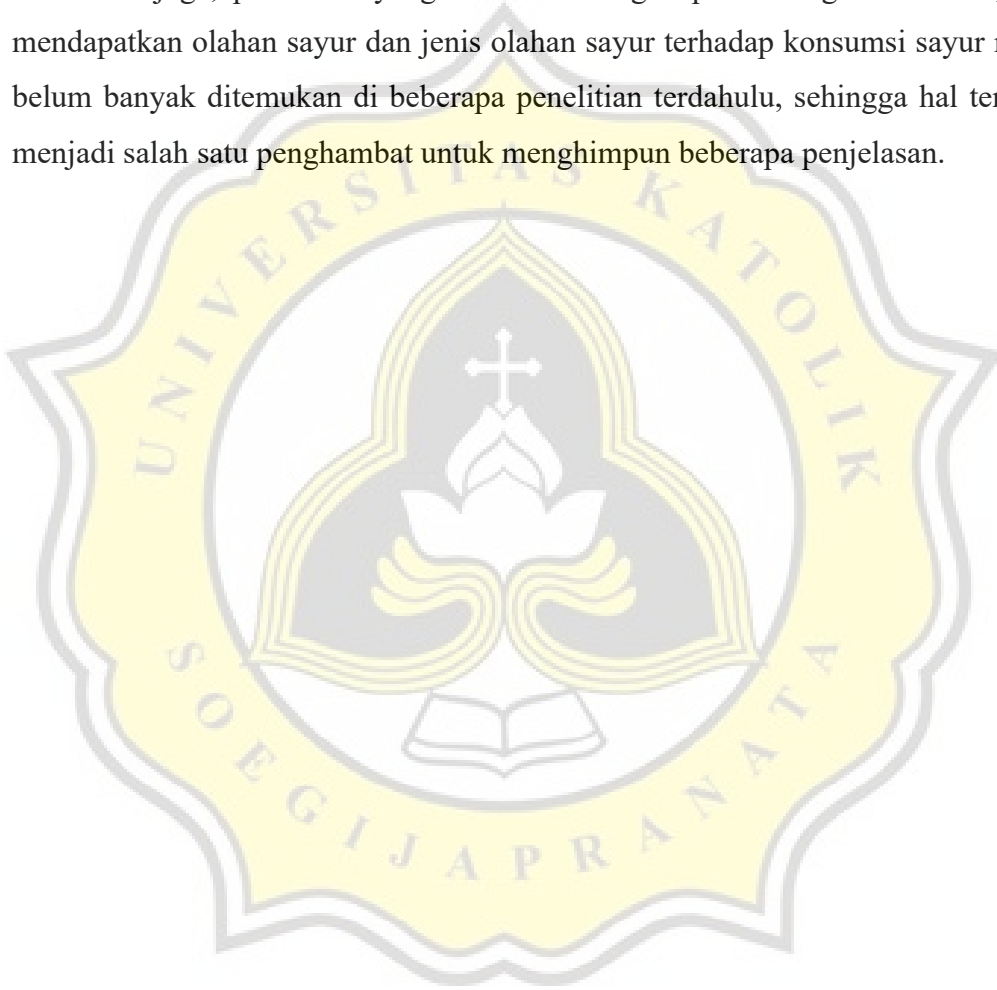 mendapatkan olahan sayur dan jenis olahan sayur terhadap konsumsi sayur
belum banyak ditemukan di beberapa penelitian terdahulu, sehingga hal
menjadi salah satu penghambat untuk menghimpun beberapa penjelasan.
UNIVERSITAS KATOLIK
SOEGIJAPRANATA